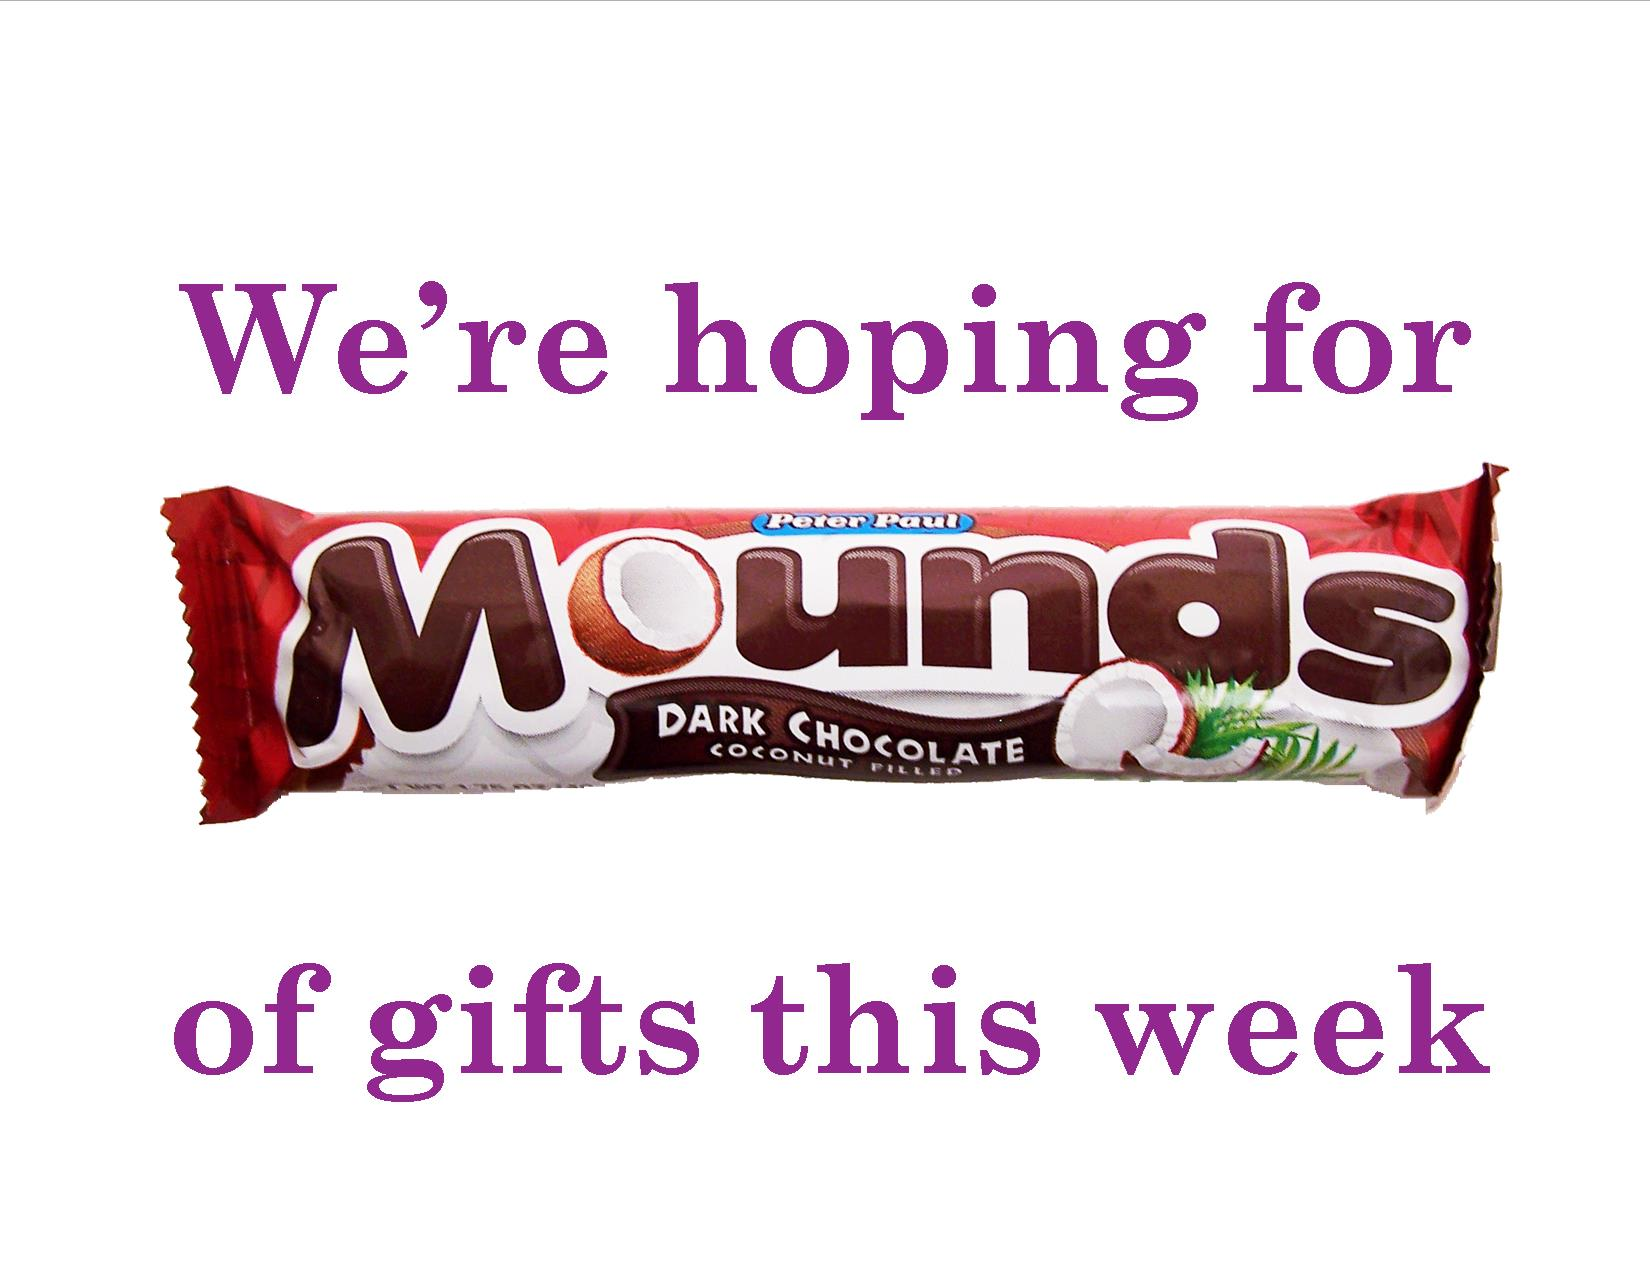 We're hoping for
Peter Paul
Mounds
DARK CHOCOLATE
COCONUT FILLED
of gifts this week